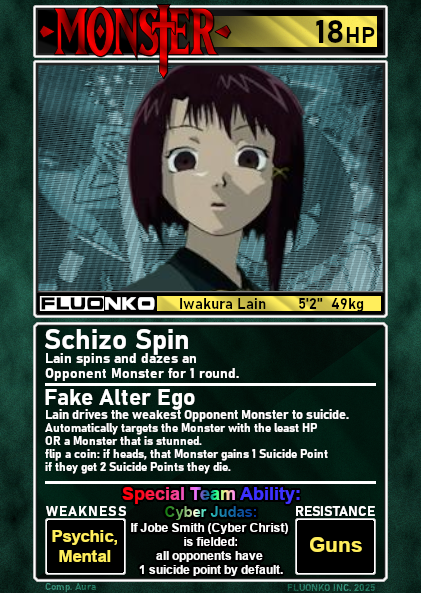 MONSTER
18HP
FLUONKO
Iwakura Lain 5'2" 49kg
Schizo Spin
Lain spins and dazes an
Opponent Monster for 1 round.
Fake Alter Ego
Lain drives the weakest Opponent Monster to suicide.
Automatically targets the Monster with the least HP
OR a Monster that is stunned.
flip a coin: if heads, that Monster gains 1 Suicide Point
if they get 2 Suicide Points they die.
Special Team Ability:
WEAKNESS
Psychic,
Mental
Cyber Judas:
If Jobe Smith (Cyber Christ)
is fielded:
all opponents have
1 suicide point by default.
RESISTANCE
Guns
Comp. Aura
FLUONKO INC. 2025